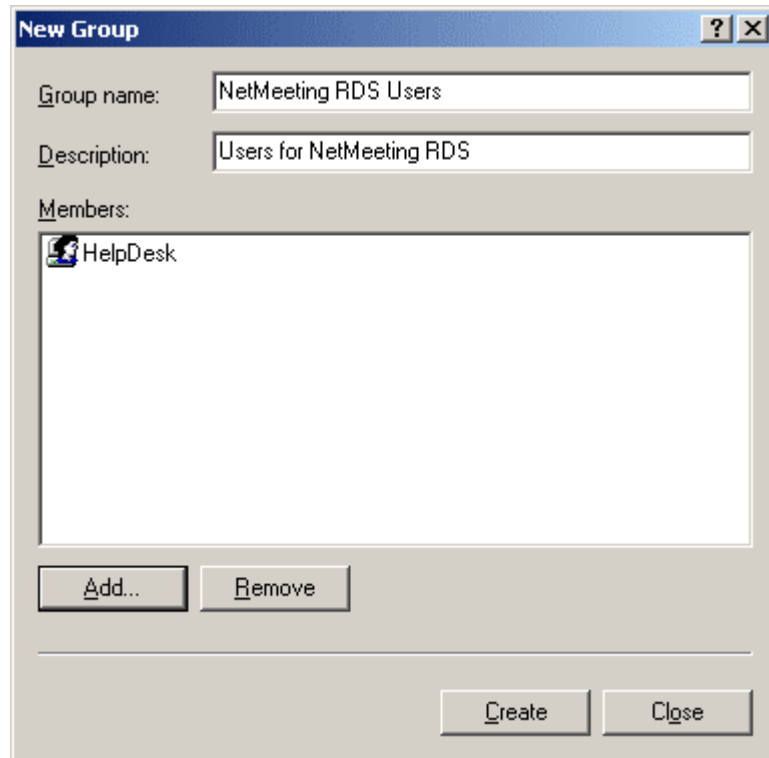 New Group
Group name: NetMeeting RDS Users
Description: Users for NetMeeting RDS
Members:
HelpDesk
Add... Remove
Create Close